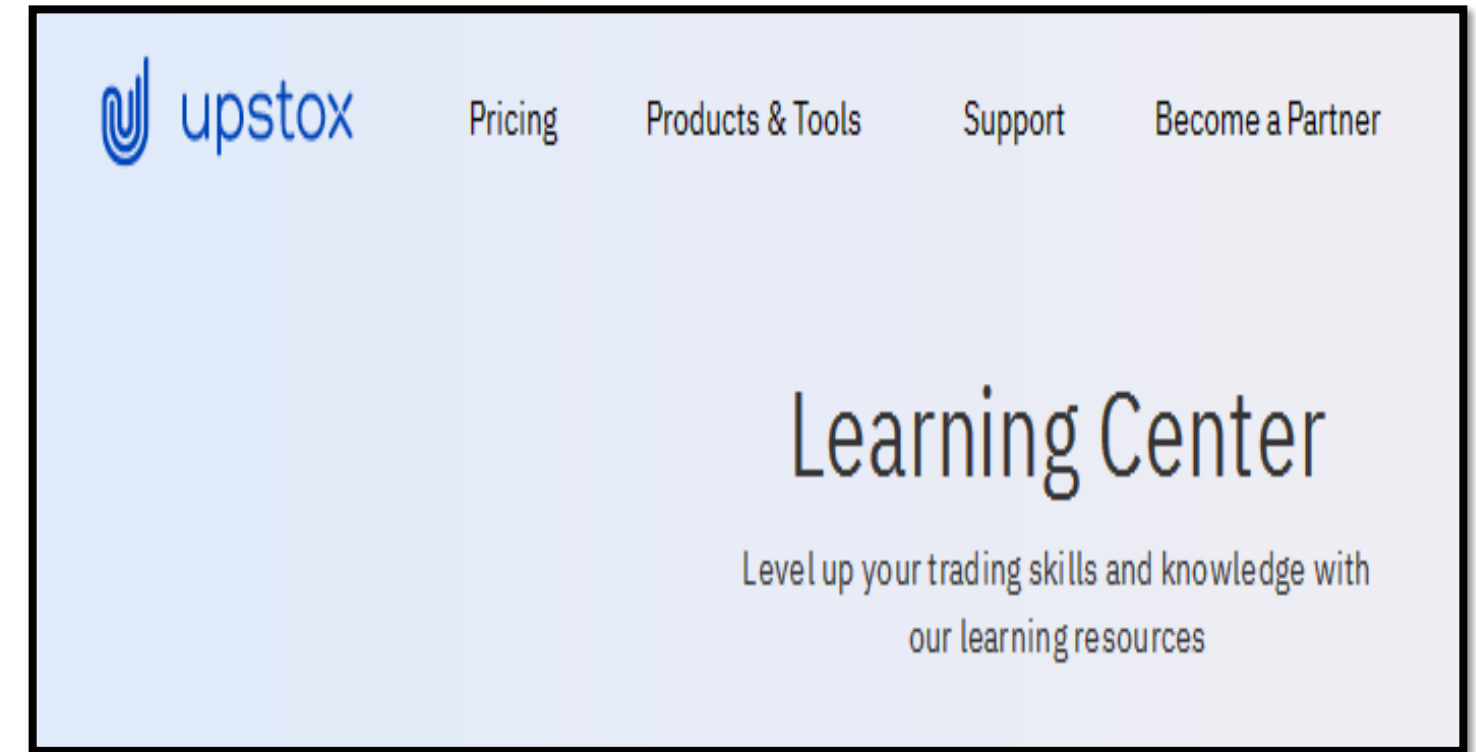 upstox Pricing Products & Tools Support Become a Partner
Learning Center
Level up your trading skills and knowledge with
our learning resources